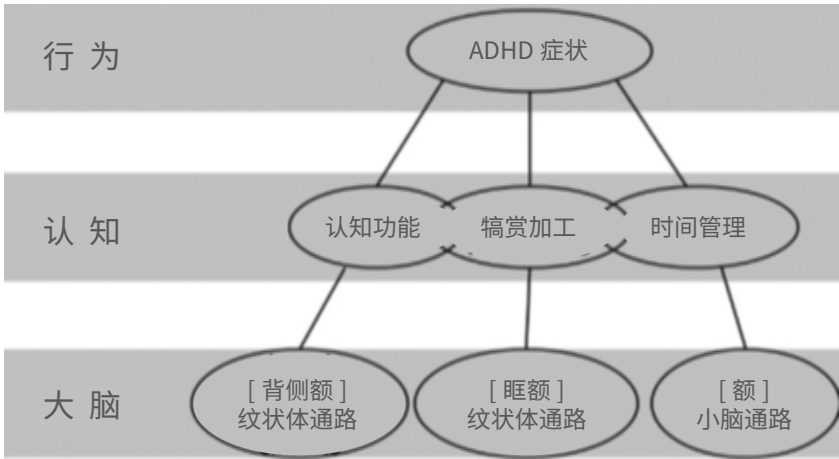 行为
ADHD 症状
认知
认知功能
犒赏加工
时间管理
大脑
[ 背侧额 ]
纹状体通路
[ 眶额 ]
纹状体通路
[ 额 ]
小脑通路